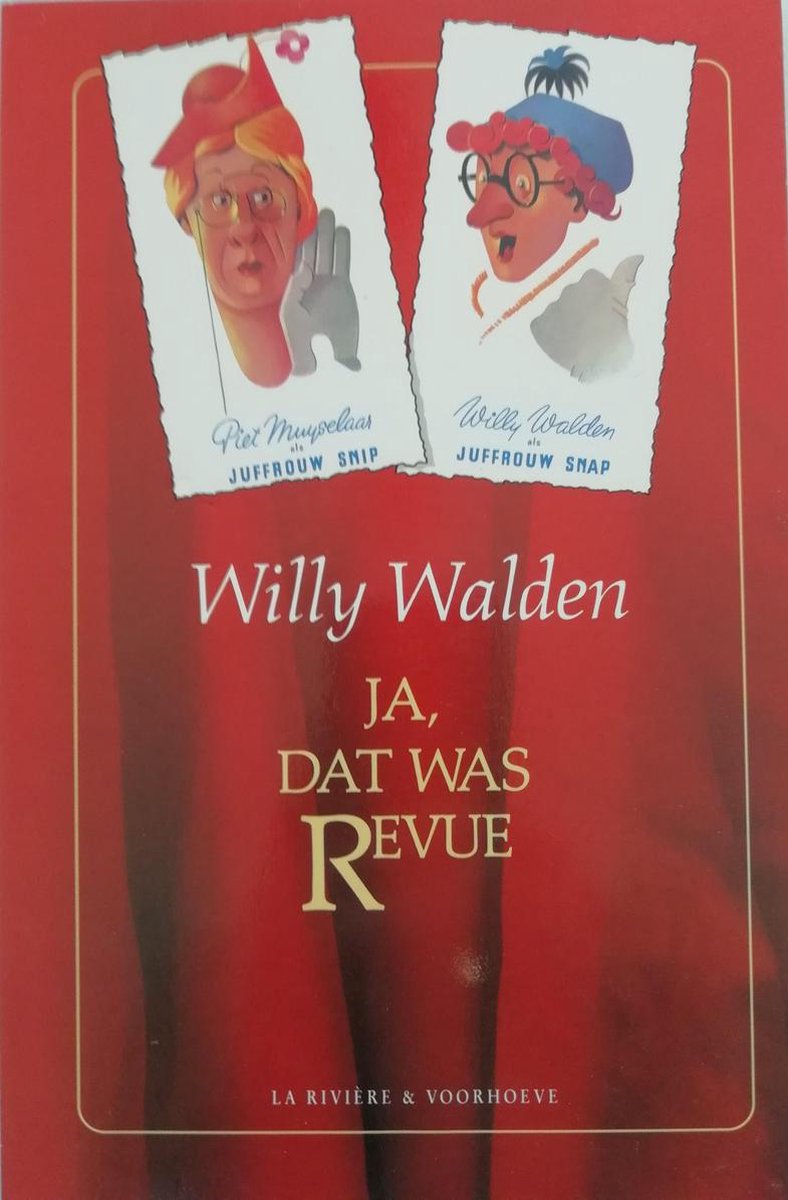 Piet Muyselaar
als
JUFFROUW SNIP
Willy Walden
als
JUFFROUW SNAP
Willy Walden
JA,
DAT WAS
REVUE
LA RIVIÈRE & VOORHOEVE